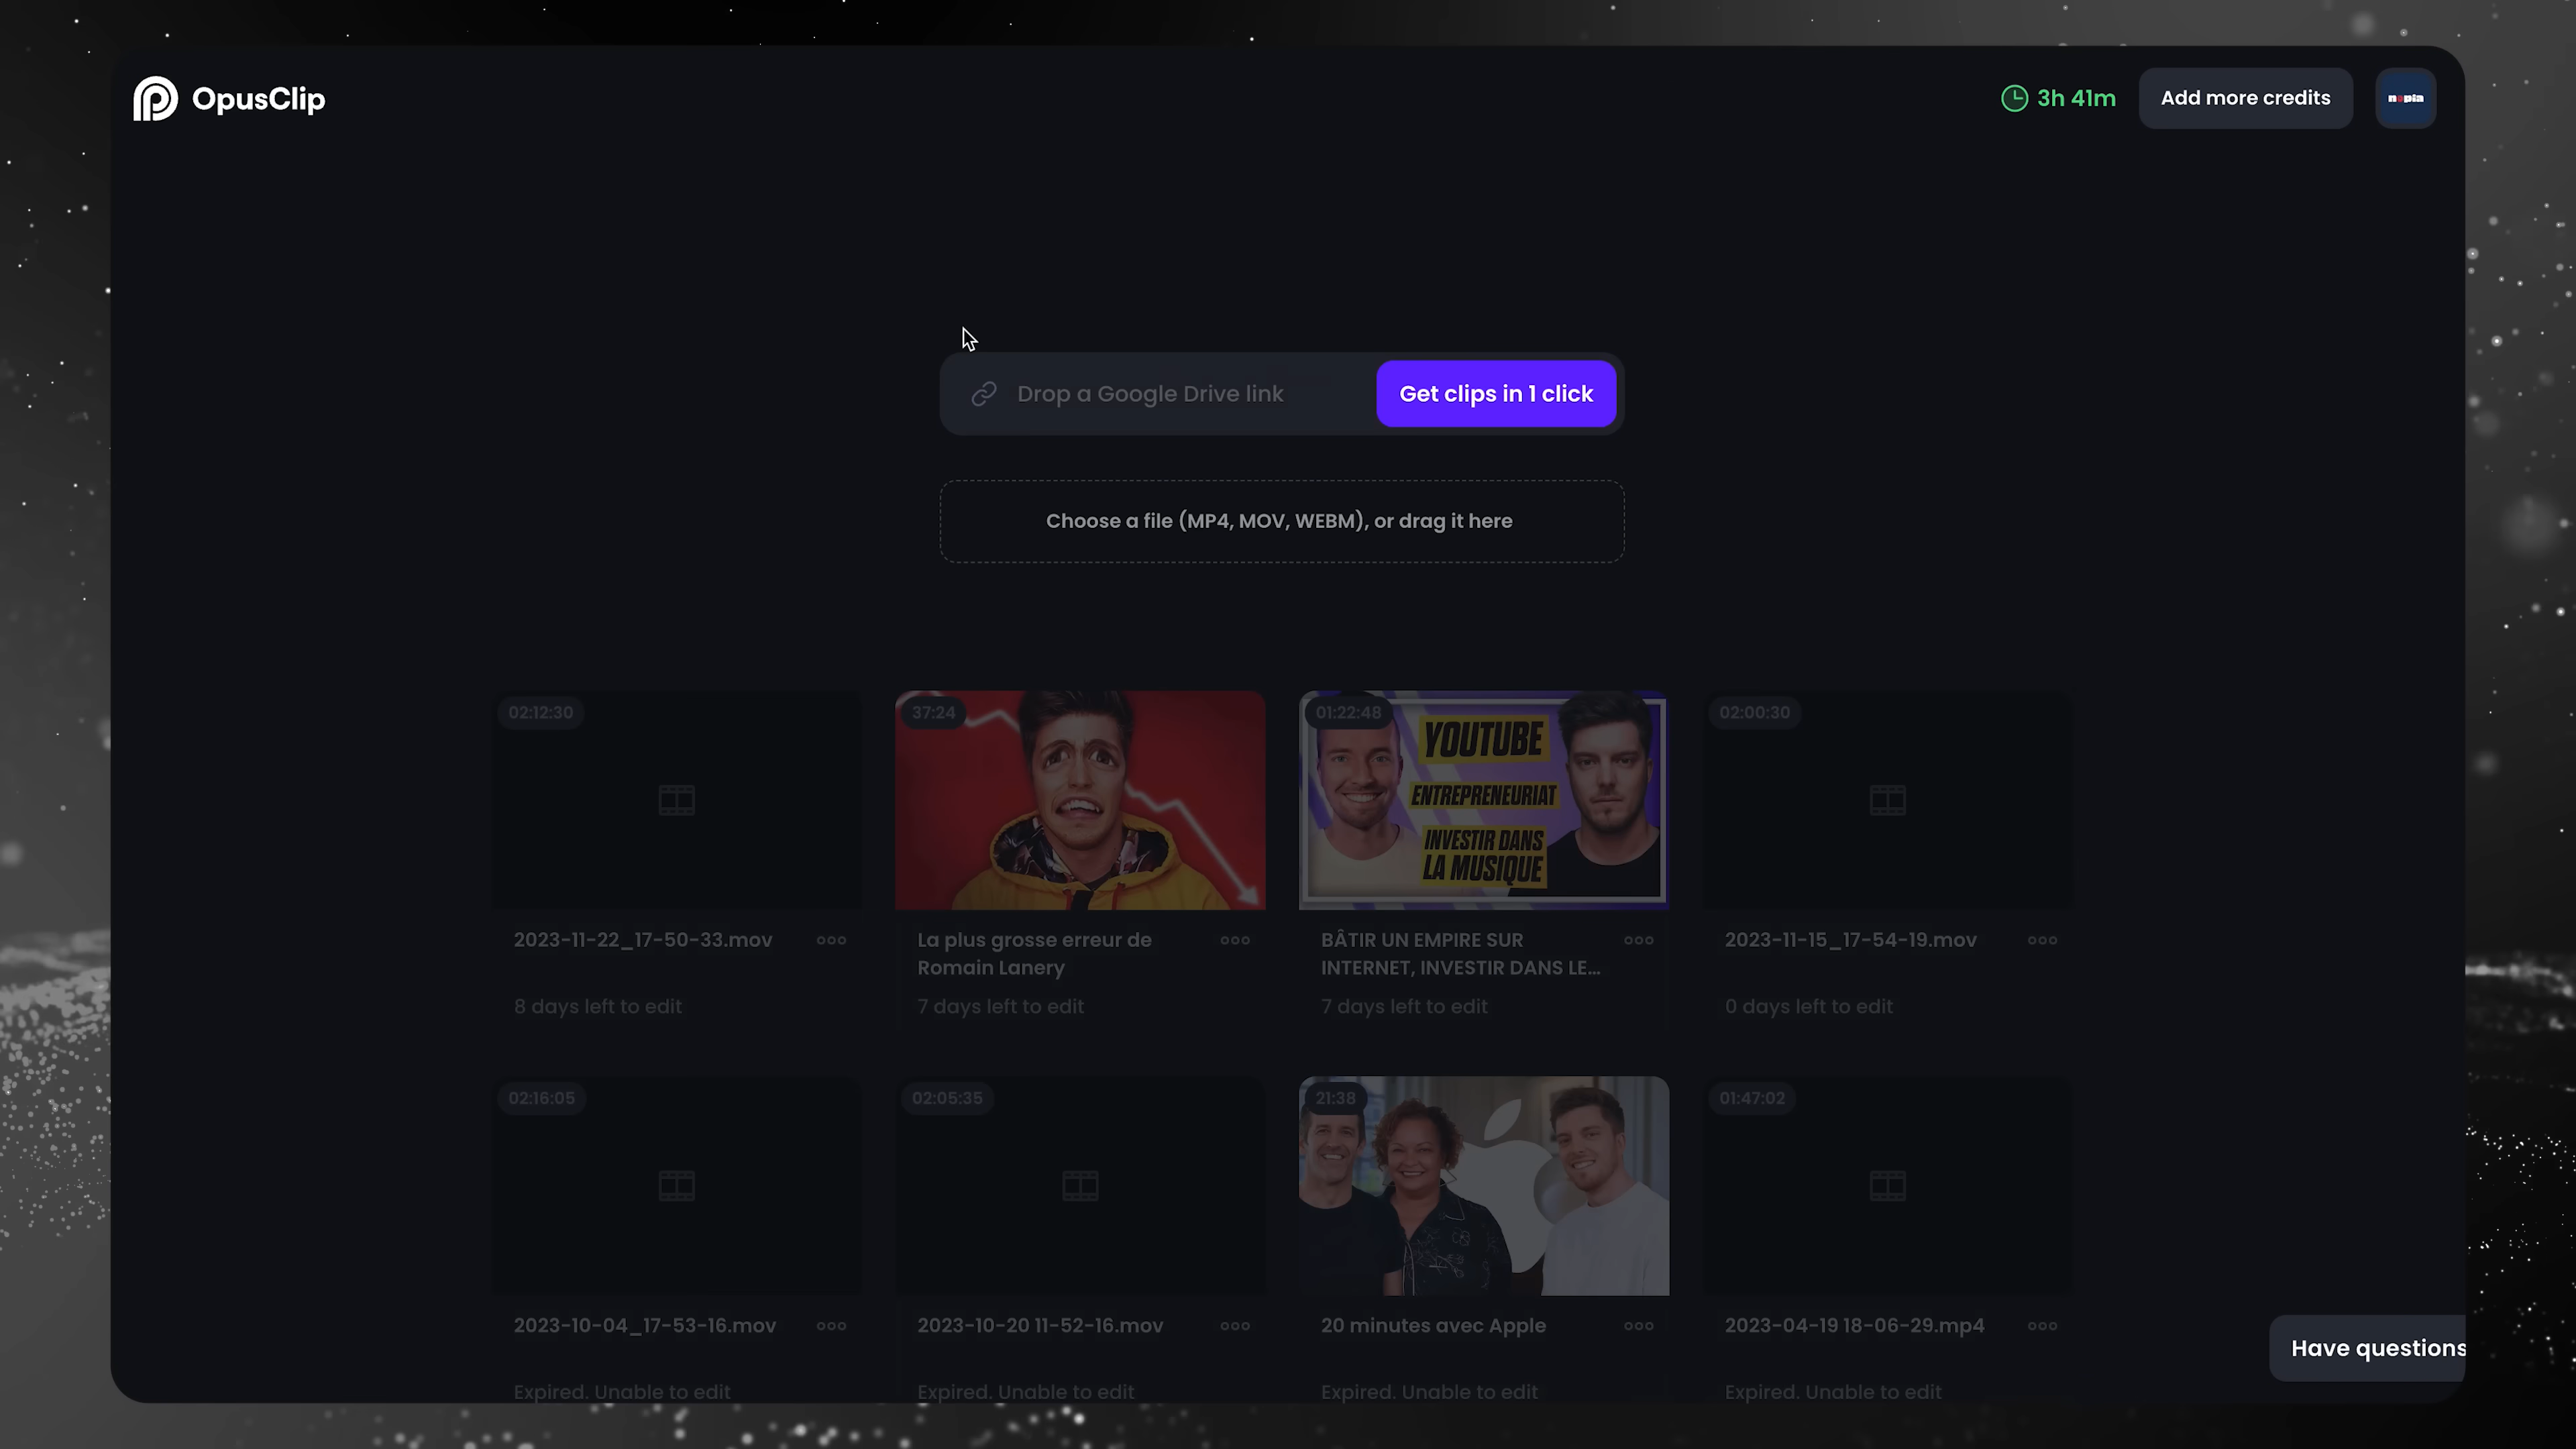 OpusClip
3h 41m
Add more credits
nopia
Drop a Google Drive link
Get clips in 1 click
Choose a file (MP4, MOV, WEBM), or drag it here
02:12:30
37:24
01:22:48
02:00:30
YOUTUBE
ENTREPRENEURIAT
INVESTIR DANS
LA MUSIQUE
2023-11-22_17-50-33.mov
La plus grosse erreur de
Romain Lanery
BÂTIR UN EMPIRE SUR
INTERNET, INVESTIR DANS LE...
2023-11-15_17-54-19.mov
8 days left to edit
7 days left to edit
7 days left to edit
0 days left to edit
02:16:05
02:05:35
21:38
01:47:02
2023-10-04_17-53-16.mov
2023-10-20 11-52-16.mov
20 minutes avec Apple
2023-04-19 18-06-29.mp4
Expired. Unable to edit
Expired. Unable to edit
Expired. Unable to edit
Expired. Unable to edit
Have questions